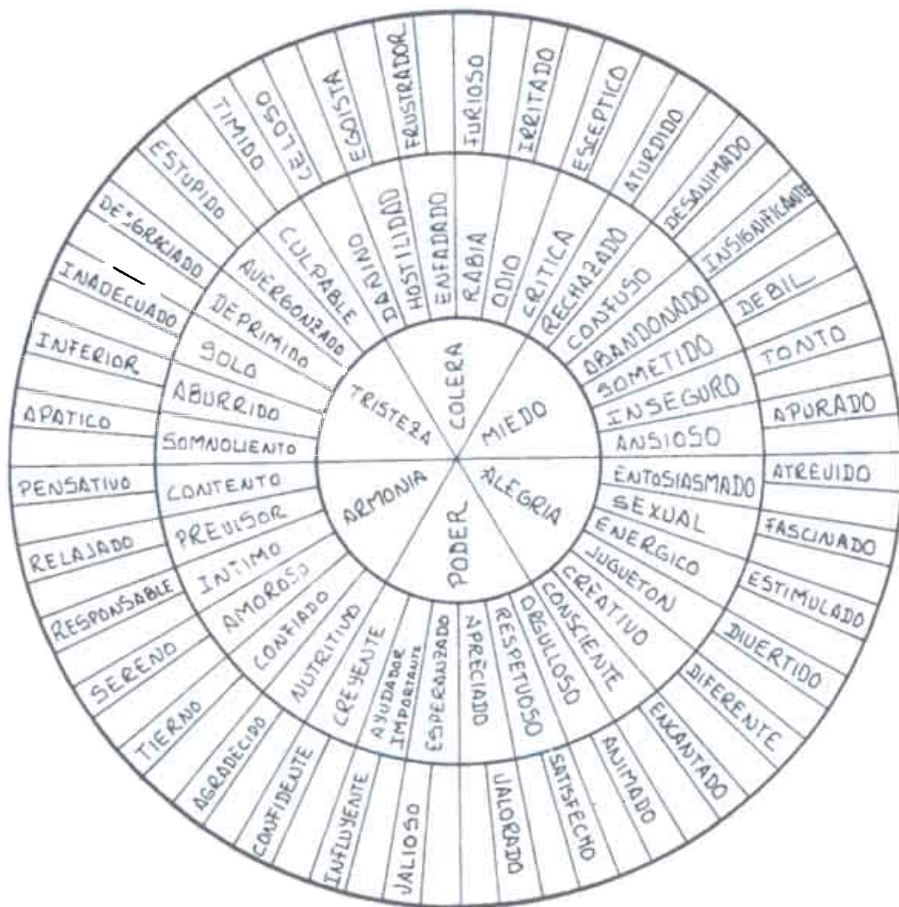 COLERA
MIEDO
ALEGRIA
PODER
ARMONIA
TRISTEZA
RABIA
ODIO
CRITICA
RECHAZADO
CONFUSO
ABANDONADO
SOMETIDO
INSEGURO
ANSIOSO
ENTOSIASMADO
SEXUAL
ENERGICO
JUGUETON
CREATIVO
CONSCIENTE
ORGULLOSO
RESPETUOSO
APRECIADO
ESPERANZADO
AYUDADOR
IMPORTANTE
CREYENTE
NUTRITIVO
CONFIADO
AMOROSO
INTIMO
PREVISOR
CONTENTO
SOMNOLIENTO
ABURRIDO
SOLO
DEPRIMIDO
AVERGONZADO
CULPABLE
DAÑINO
HOSTILIDAD
ENFADADO
FURIOSO
IRRITADO
ESCEPTICO
ATURDIDO
DESANIMADO
INSIGNIFICANTE
DEBIL
TONTO
APURADO
ATREVIDO
FASCINADO
ESTIMULADO
DIVERTIDO
DIFERENTE
ENCANTADO
ANIMADO
SATISFECHO
VALORADO
VALIOSO
INFLUYENTE
CONFIDENTE
AGRADECIDO
TIERNO
SERENO
RESPONSABLE
RELAJADO
PENSATIVO
APATICO
INFERIOR
INADECUADO
DESGRACIADO
ESTUPIDO
TIMIDO
CELOSO
EGOISTA
FRUSTRADOR